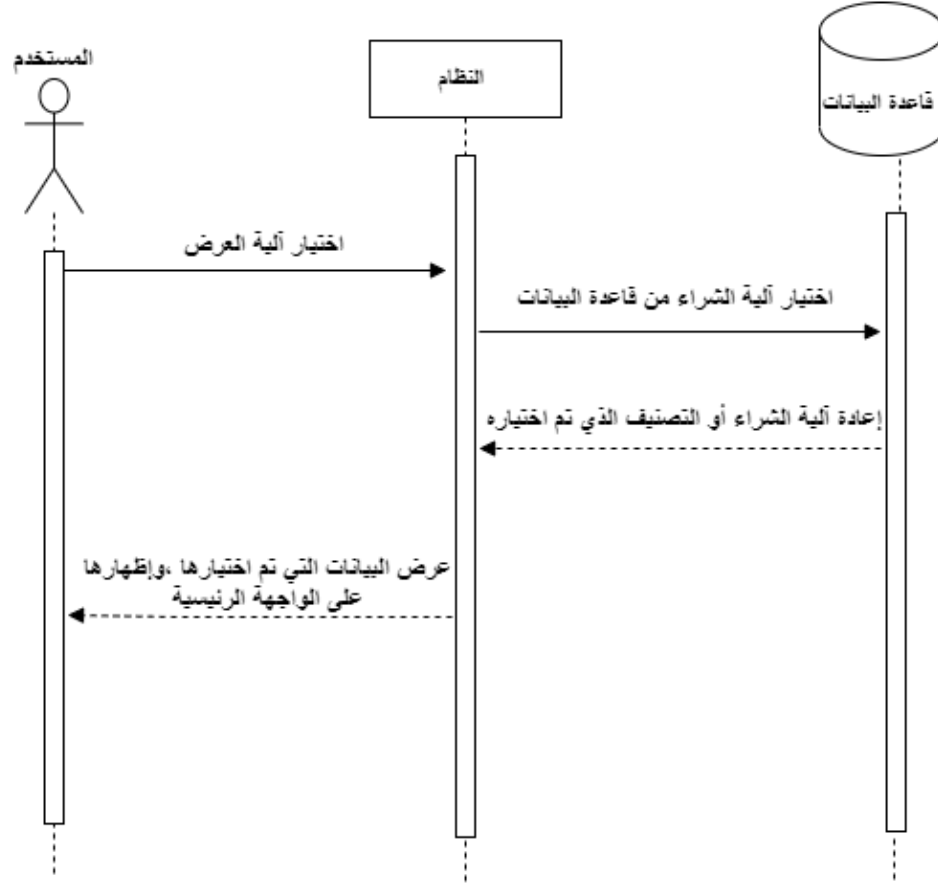 المستخدم
النظام
قاعدة البيانات
اختيار آلية العرض
اختيار آلية الشراء من قاعدة البيانات
إعادة آلية الشراء أو التصنيف الذي تم اختياره
عرض البيانات التي تم اختيارها ،وإظهارها
على الواجهة الرئيسية